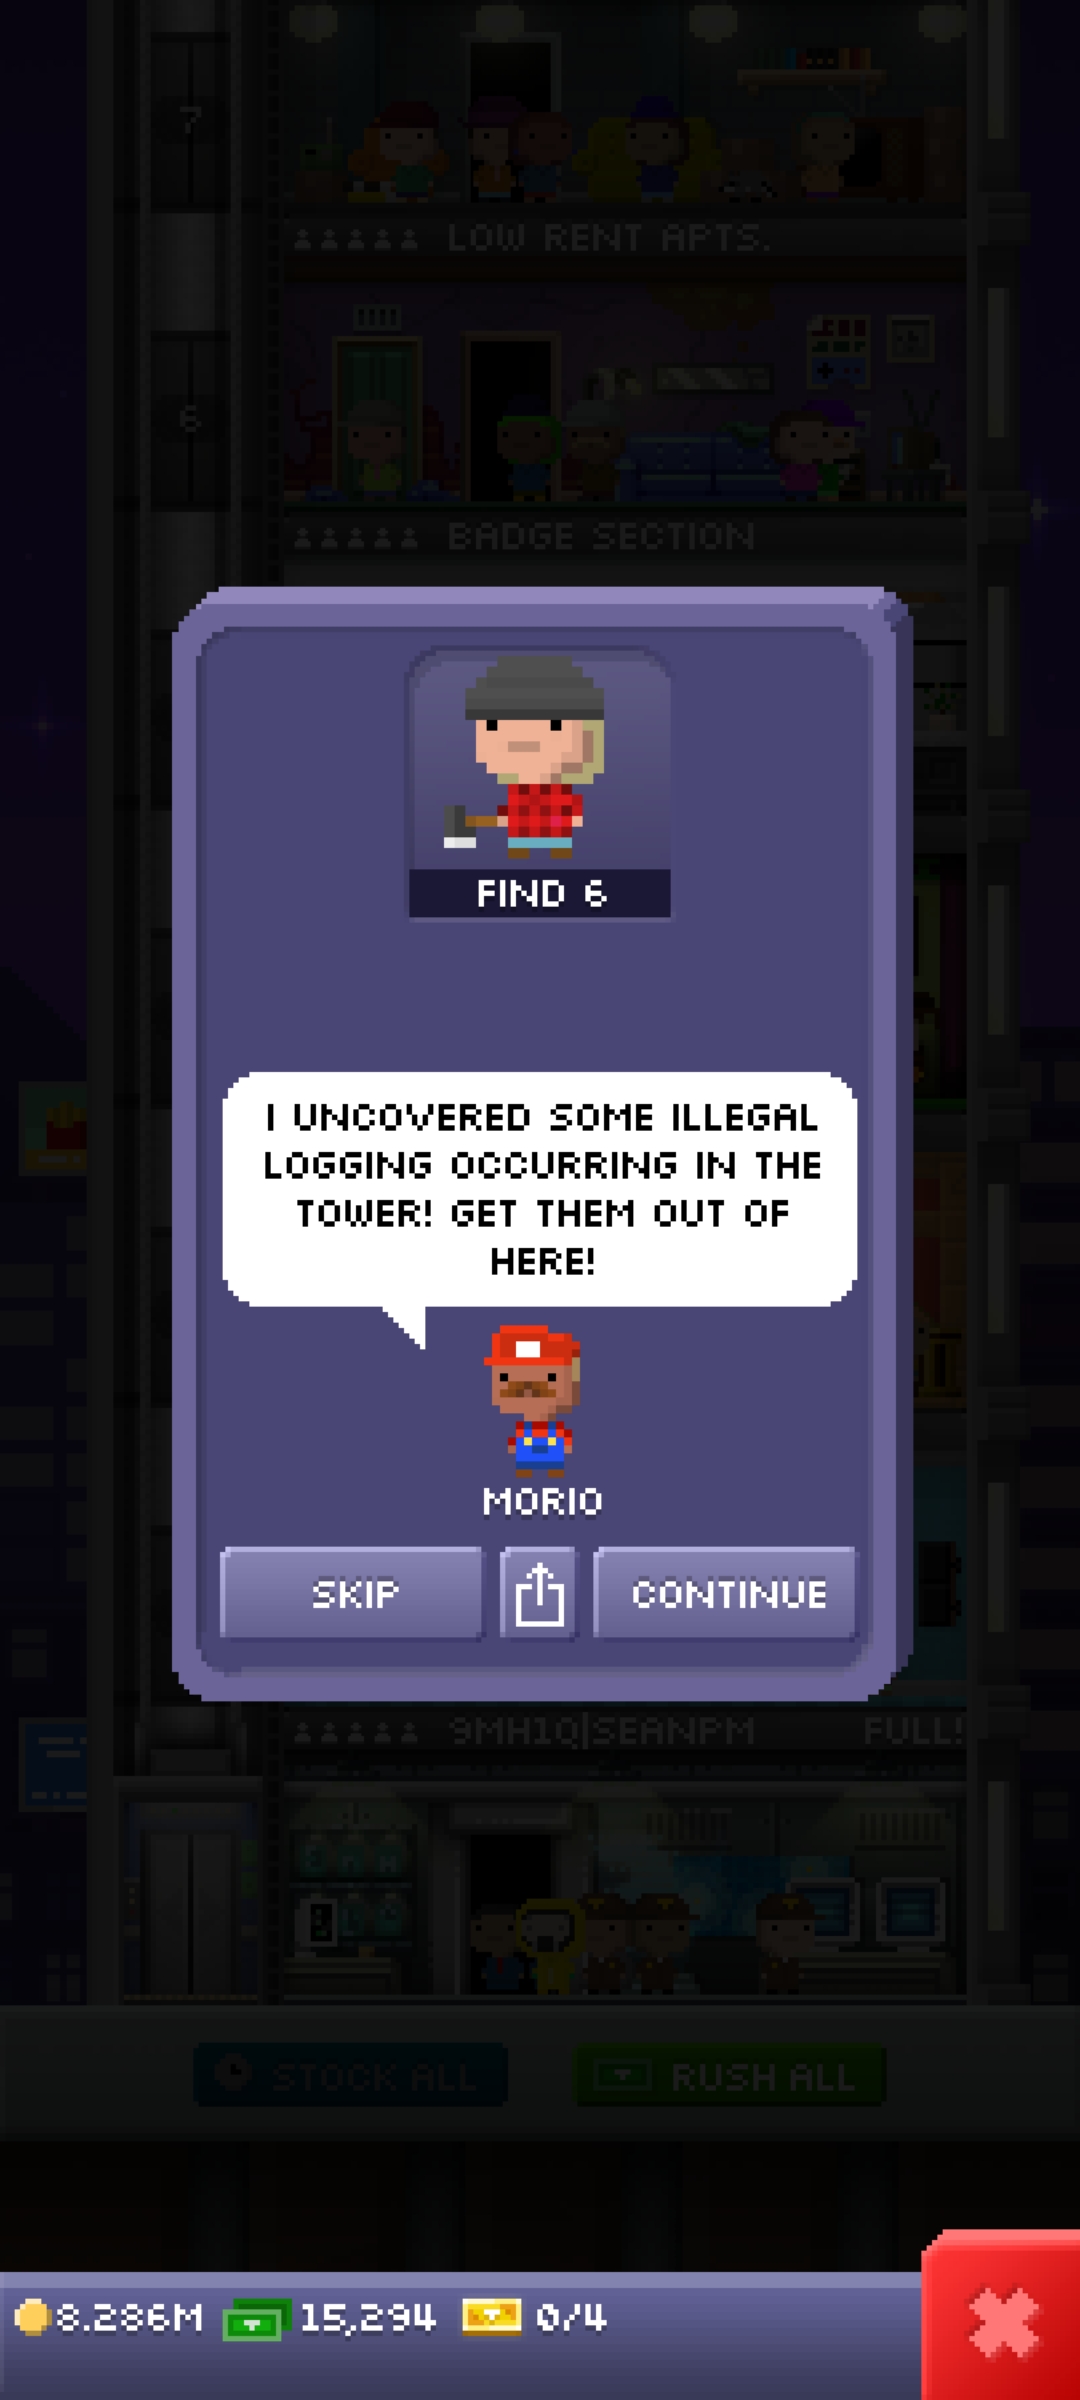 7
LOW RENT APTS.
6
BADGE SECTION
FIND 6
I UNCOVERED SOME ILLEGAL
LOGGING OCCURRING IN THE
TOWER! GET THEM OUT OF
HERE!
MORIO
SKIP
CONTINUE
9MH1Q|SEANPM FULL!
STOCK ALL
RUSH ALL
8.286M 15,294 0/4